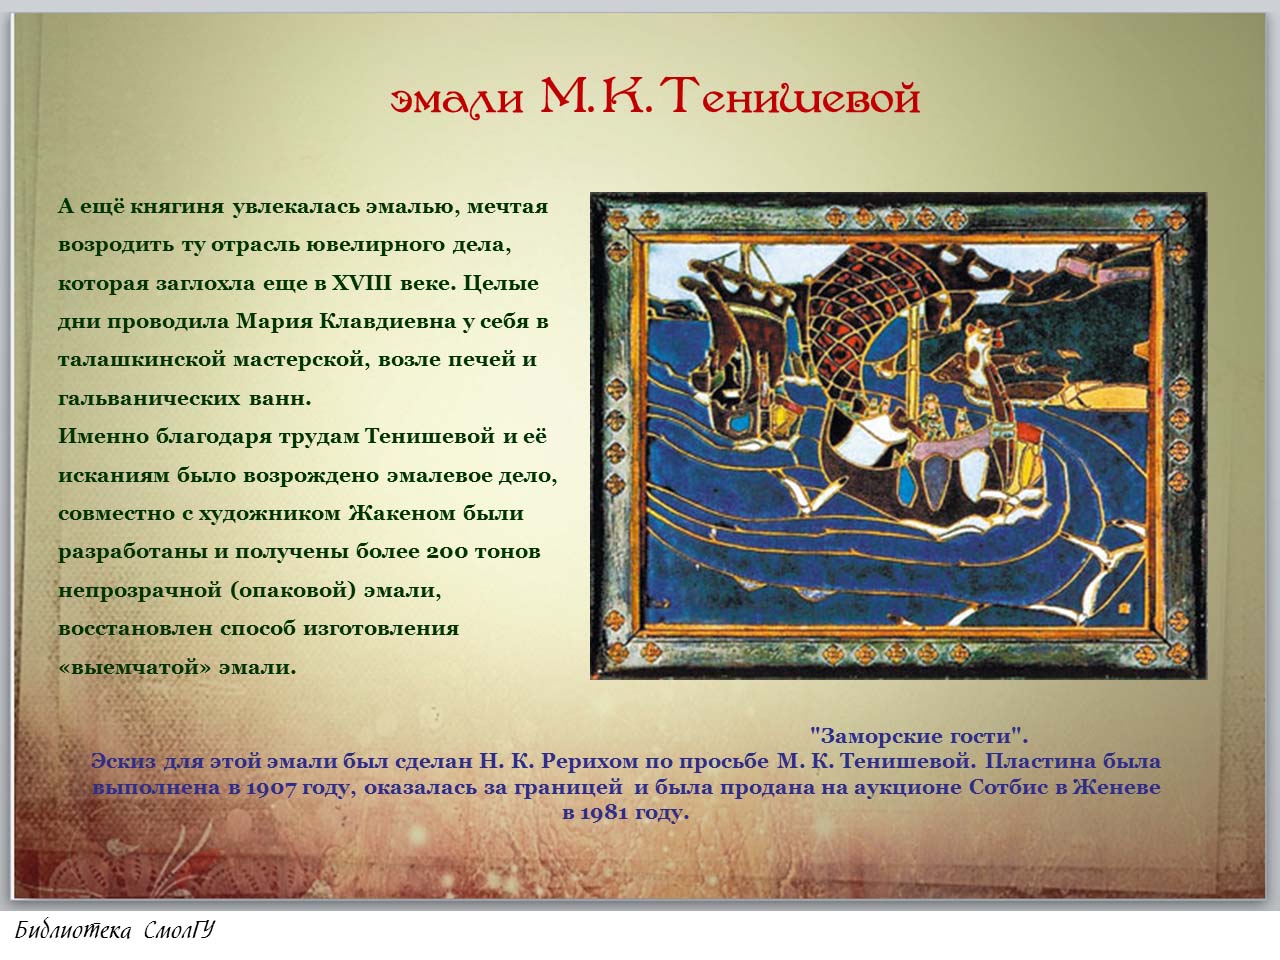 эмали М. К. Тенишевой
А ещё княгиня увлекалась эмалью, мечтая
возродить ту отрасль ювелирного дела,
которая заглохла еще в XVIII веке. Целые
дни проводила Мария Клавдиевна у себя в
талашкинской мастерской, возле печей и
гальванических ванн.
Именно благодаря трудам Тенишевой и её
исканиям было возрождено эмалевое дело,
совместно с художником Жакеном были
разработаны и получены более 200 тонов
непрозрачной (опаковой) эмали,
восстановлен способ изготовления
«выемчатой» эмали.
"Заморские гости".
Эскиз для этой эмали был сделан Н. К. Рерихом по просьбе М. К. Тенишевой. Пластина была
выполнена в 1907 году, оказалась за границей и была продана на аукционе Сотбис в Женеве
в 1981 году.
Библиотека СмолГУ